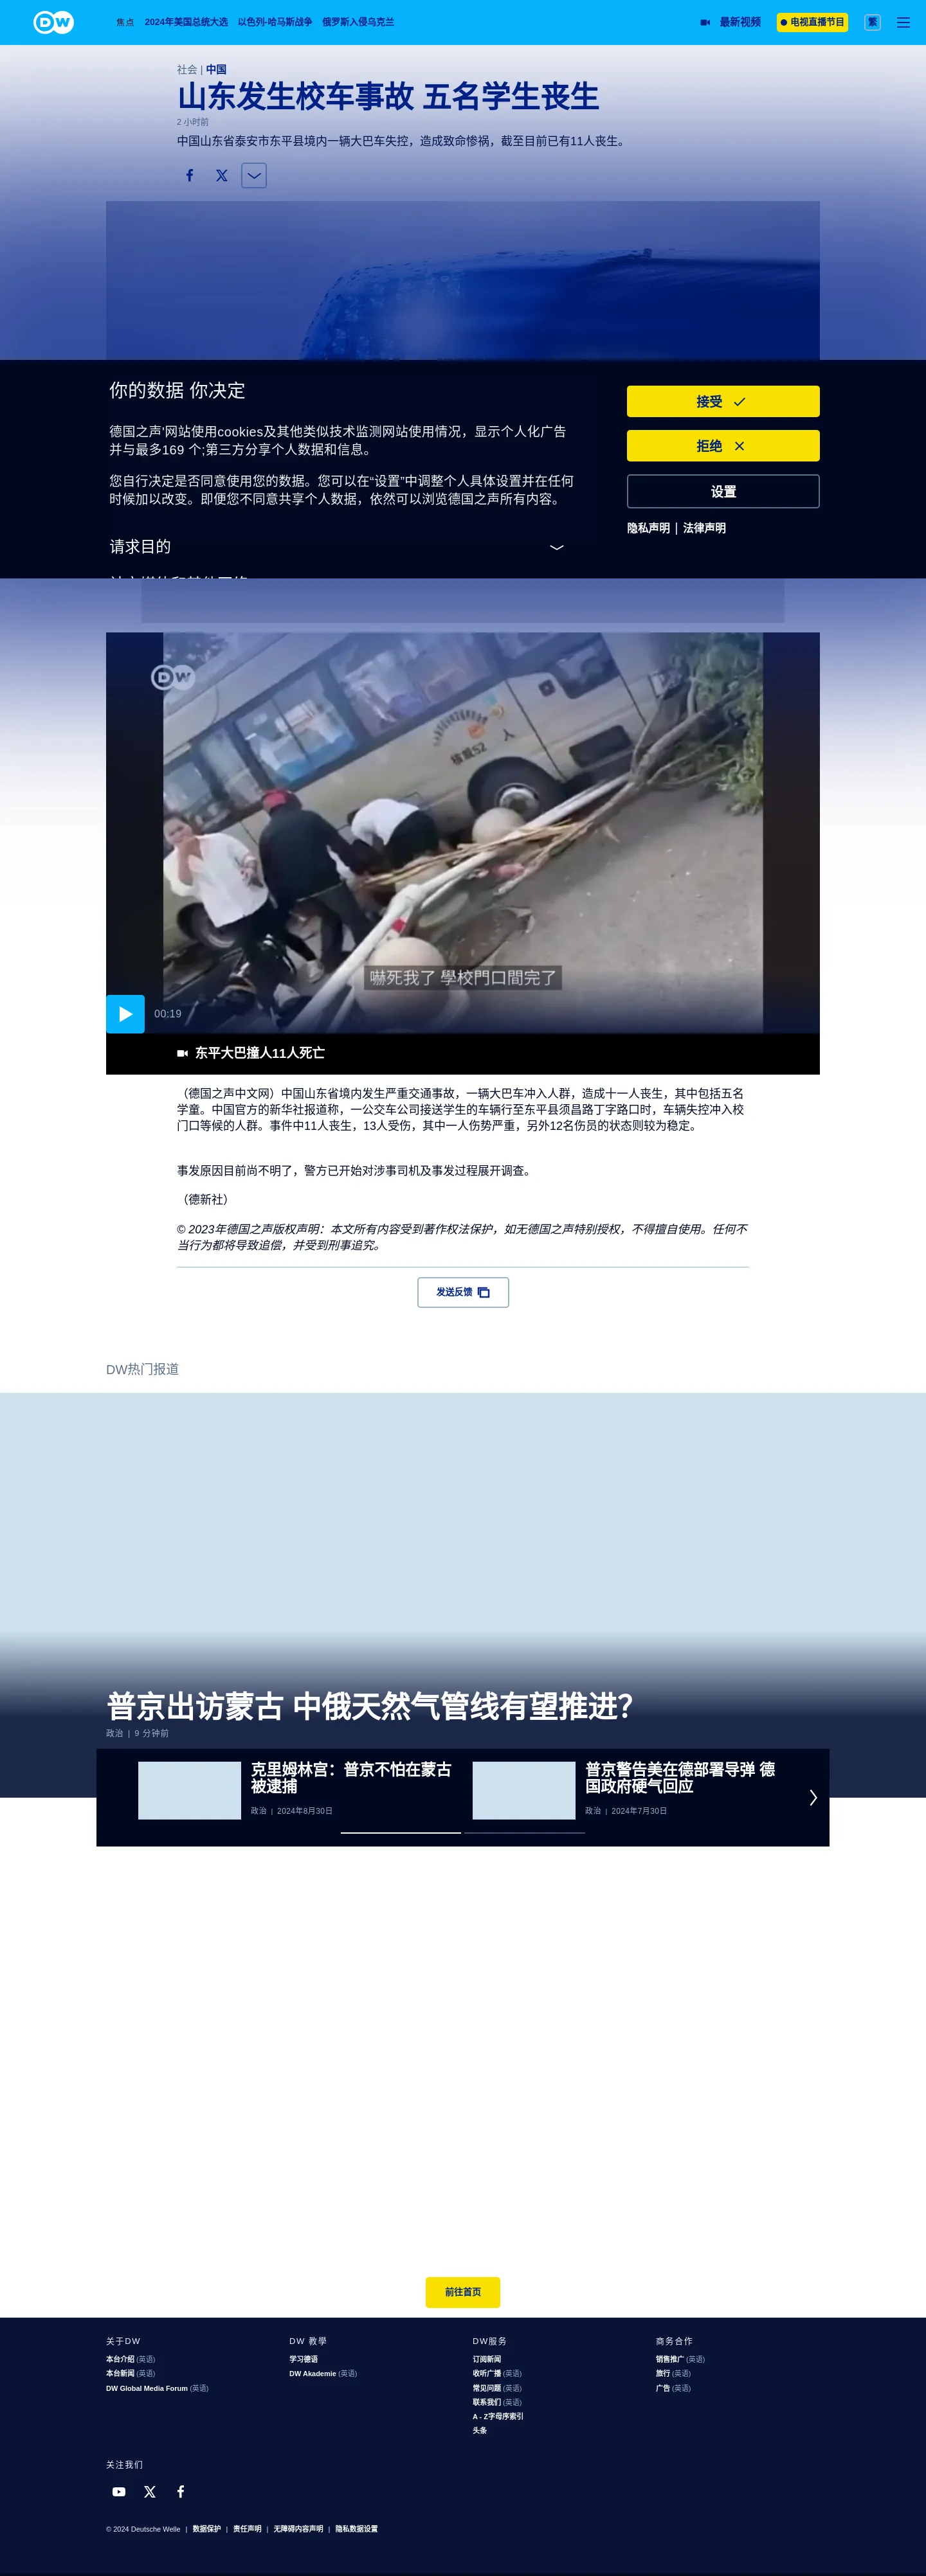 DW
焦点 2024年美国总统大选 以色列-哈马斯战争 俄罗斯入侵乌克兰 最新视频 电视直播节目 繁
社会 | 中国
山东发生校车事故 五名学生丧生
2 小时前
中国山东省泰安市东平县境内一辆大巴车失控，造成致命惨祸，截至目前已有11人丧生。
你的数据 你决定
德国之声'网站使用cookies及其他类似技术监测网站使用情况，显示个人化广告
并与最多169 个;第三方分享个人数据和信息。
您自行决定是否同意使用您的数据。您可以在“设置”中调整个人具体设置并在任何
时候加以改变。即便您不同意共享个人数据，依然可以浏览德国之声所有内容。
请求目的
接受
拒绝
设置
隐私声明 | 法律声明
DW
核载52 人
嚇死我了 學校門口間完了
00:19
东平大巴撞人11人死亡
（德国之声中文网）中国山东省境内发生严重交通事故，一辆大巴车冲入人群，造成十一人丧生，其中包括五名
学童。中国官方的新华社报道称，一公交车公司接送学生的车辆行至东平县须昌路丁字路口时，车辆失控冲入校
门口等候的人群。事件中11人丧生，13人受伤，其中一人伤势严重，另外12名伤员的状态则较为稳定。
事发原因目前尚不明了，警方已开始对涉事司机及事发过程展开调查。
（德新社）
© 2023年德国之声版权声明：本文所有内容受到著作权法保护，如无德国之声特别授权，不得擅自使用。任何不
当行为都将导致追偿，并受到刑事追究。
发送反馈
DW热门报道
普京出访蒙古 中俄天然气管线有望推进？
政治 | 9 分钟前
克里姆林宫：普京不怕在蒙古
被逮捕
政治 | 2024年8月30日
普京警告美在德部署导弹 德
国政府硬气回应
政治 | 2024年7月30日
前往首页
关于DW
本台介绍 (英语)
本台新闻 (英语)
DW Global Media Forum (英语)
DW 教學
学习德语
DW Akademie (英语)
DW服务
订阅新闻
收听广播 (英语)
常见问题 (英语)
联系我们 (英语)
A - Z字母序索引
头条
商务合作
销售推广 (英语)
旅行 (英语)
广告 (英语)
关注我们
© 2024 Deutsche Welle | 数据保护 | 责任声明 | 无障碍内容声明 | 隐私数据设置